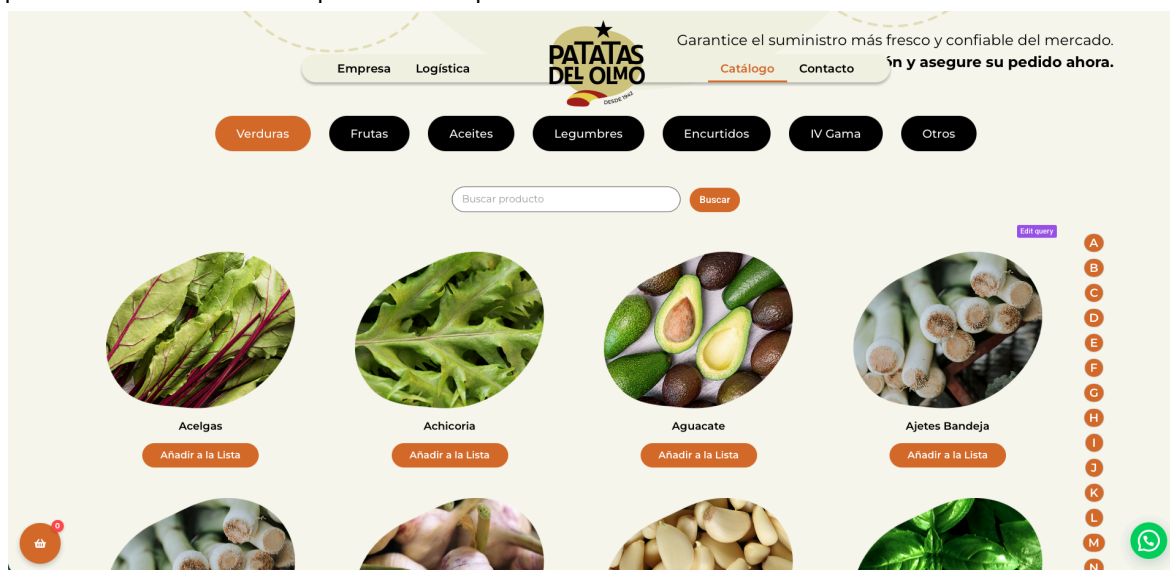 Garantice el suministro más fresco y confiable del mercado.
ón y asegure su pedido ahora.
Empresa Logística
PATATAS
DEL OLMO
DESDE 1942
Catálogo Contacto
Verduras Frutas Aceites Legumbres Encurtidos IV Gama Otros
Buscar producto Buscar
Edit query
A
B
C
D
E
F
G
H
I
J
K
L
M
N
Acelgas Achicoria Aguacate Ajetes Bandeja
Añadir a la Lista Añadir a la Lista Añadir a la Lista Añadir a la Lista
0